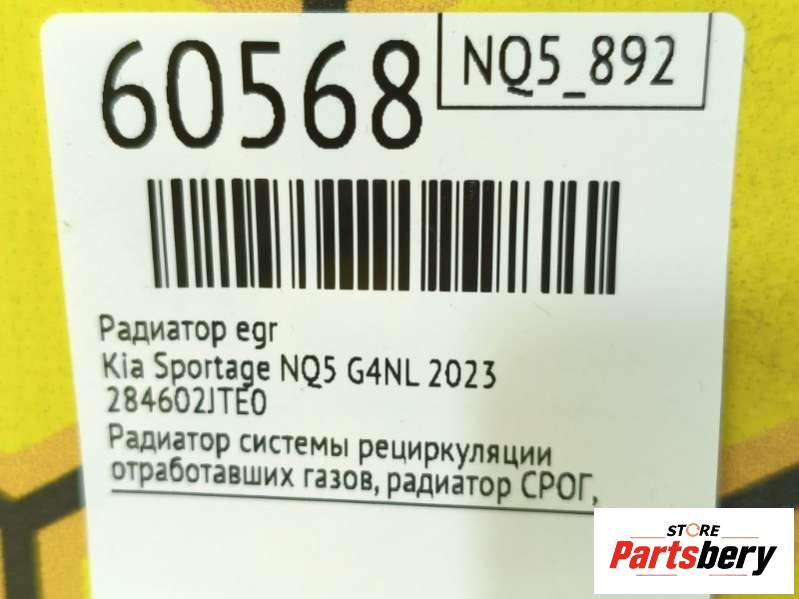 60568
NQ5_892
Радиатор egr
Kia Sportage NQ5 G4NL 2023
284602JTE0
Радиатор системы рециркуляции
отработавших газов, радиатор СРОГ,
STORE
Partsbery